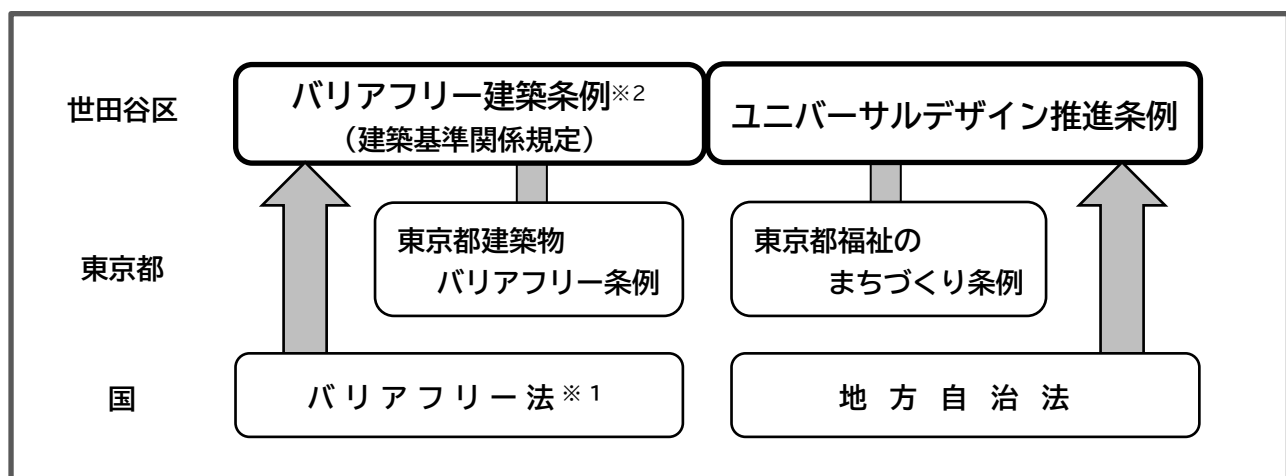 世田谷区
バリアフリー建築条例※2
（建築基準関係規定）
ユニバーサルデザイン推進条例
東京都
東京都建築物
バリアフリー条例
東京都福祉の
まちづくり条例
国
バリアフリー法※1
地方自治法